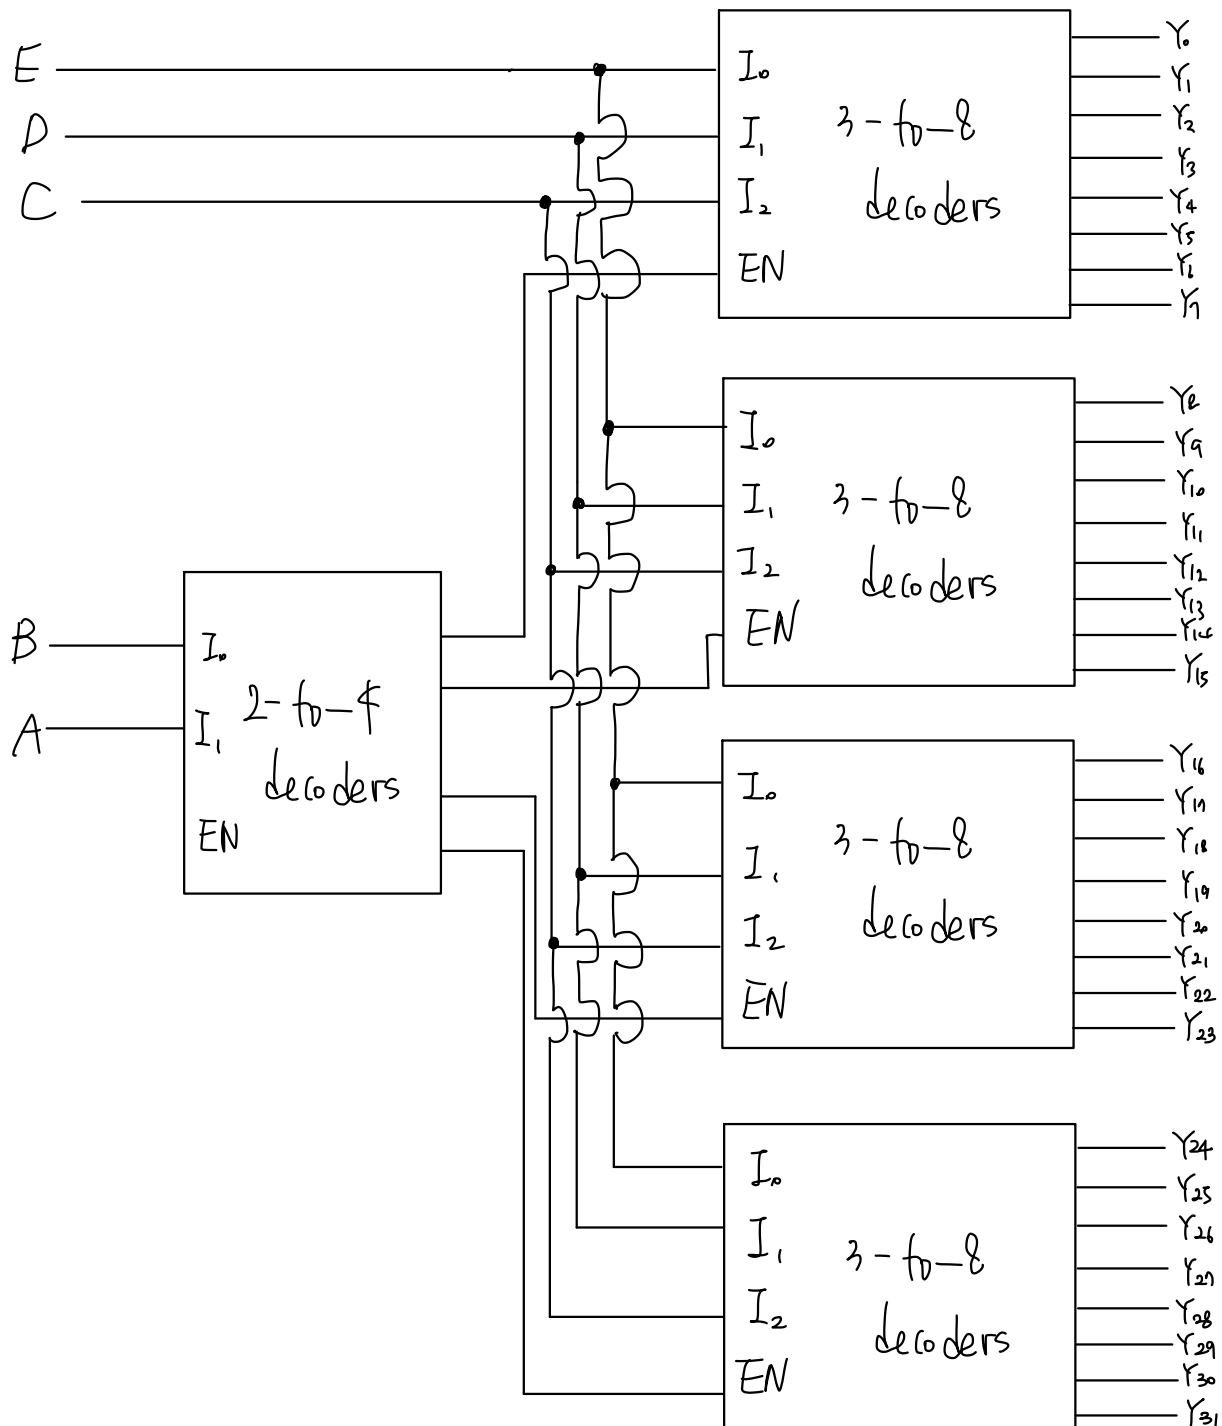 E
D
C
I₀
I₁
I₂
EN
3-to-8
decoders
Y₀
Y₁
Y₂
Y₃
Y₄
Y₅
Y₆
Y₇
I₀
I₁
I₂
EN
3-to-8
decoders
Y₈
Y₉
Y₁₀
Y₁₁
Y₁₂
Y₁₃
Y₁₄
Y₁₅
B
A
I₀
I₁
EN
2-to-4
decoders
I₀
I₁
I₂
EN
3-to-8
decoders
Y₁₆
Y₁₇
Y₁₈
Y₁₉
Y₂₀
Y₂₁
Y₂₂
Y₂₃
I₀
I₁
I₂
EN
3-to-8
decoders
Y₂₄
Y₂₅
Y₂₆
Y₂₇
Y₂₈
Y₂₉
Y₃₀
Y₃₁